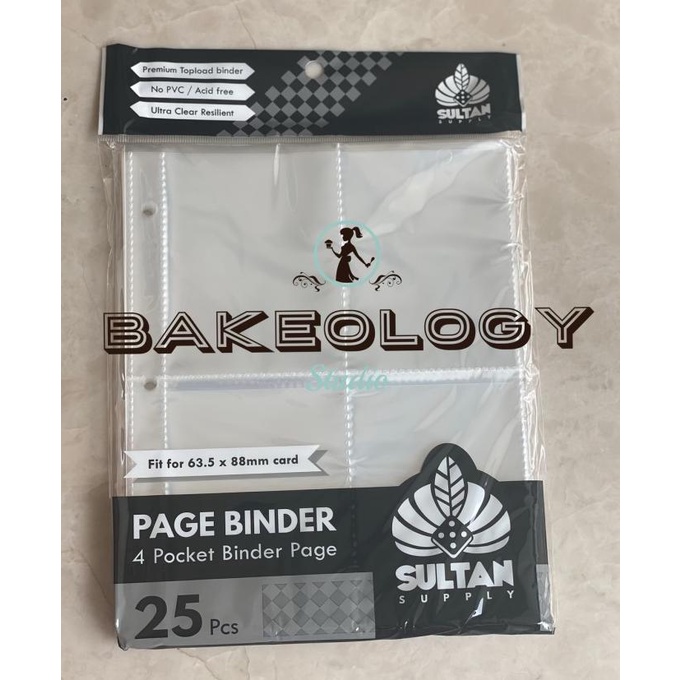 Premium Topload binder
No PVC / Acid free
Ultra Clear Resilient
SULTAN
SUPPLY
BAKEOLOGY
Studio
Fit for 63.5 x 88mm card
PAGE BINDER
4 Pocket Binder Page
25 Pcs
SULTAN
SUPPLY